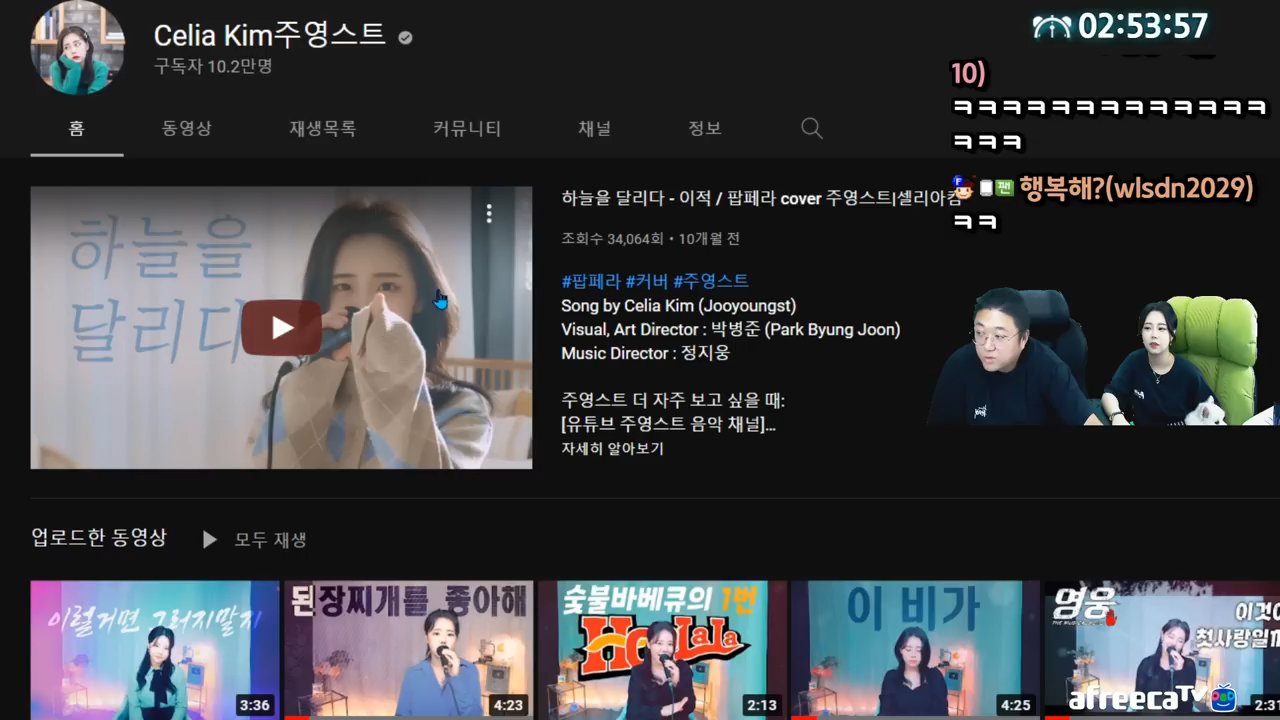 Celia Kim주영스트
구독자 10.2만명
홈
동영상
재생목록
커뮤니티
채널
정보
02:53:57
10)
ㅋㅋㅋㅋㅋㅋㅋㅋㅋㅋㅋㅋㅋ
ㅋㅋㅋ
짼 행복해?(wlsdn2029)
ㅋㅋ
하늘을
달리다
하늘을 달리다 - 이적 / 팝페라 cover 주영스트|셀리아킴
조회수 34,064회 • 10개월 전
#팝페라 #커버 #주영스트
Song by Celia Kim (Jooyoungst)
Visual, Art Director : 박병준 (Park Byung Joon)
Music Director : 정지웅
주영스트 더 자주 보고 싶을 때:
[유튜브 주영스트 음악 채널]...
자세히 알아보기
업로드한 동영상
모두 재생
이럴거면 그러지말지
3:36
된장찌개를 좋아해
4:23
숯불바베큐의 1번
HooLaLa
2:13
이 비가
4:25
영웅
이것
첫사랑일까
2:31
afreecaTV